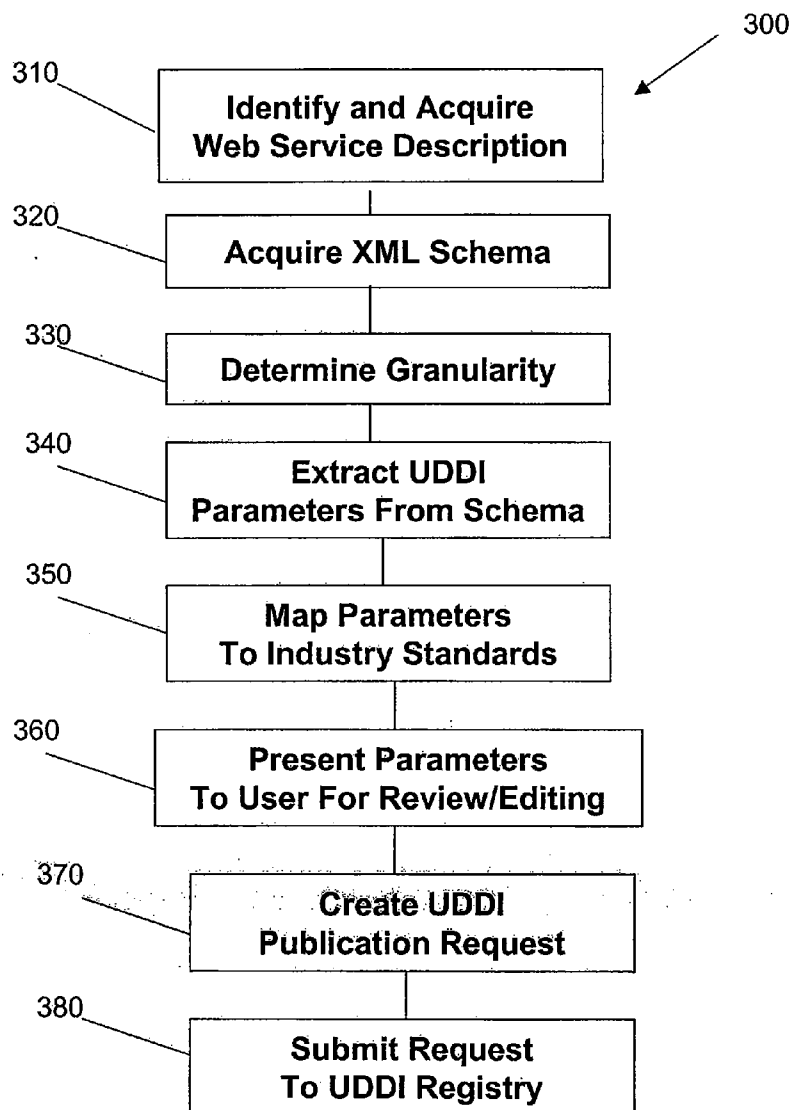 300
310
Identify and Acquire
Web Service Description
320
Acquire XML Schema
330
Determine Granularity
340
Extract UDDI
Parameters From Schema
350
Map Parameters
To Industry Standards
360
Present Parameters
To User For Review/Editing
370
Create UDDI
Publication Request
380
Submit Request
To UDDI Registry